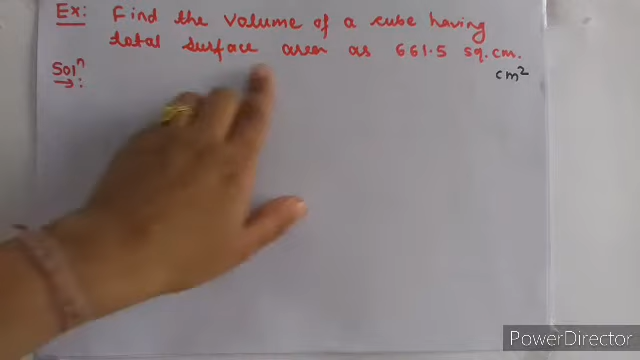 Ex: Find the volume of a cube having
total surface area as 661.5 sq.cm.
cm²
Solⁿ
→:
PowerDirector